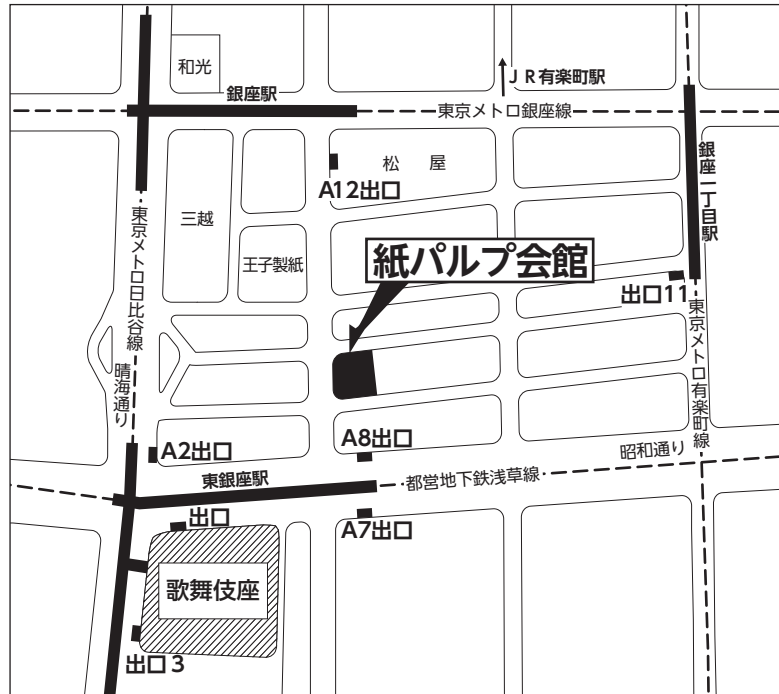 和光
銀座駅
JR有楽町駅
東京メトロ銀座線
松　屋
A12出口
銀座一丁目駅
三越
王子製紙
東京メトロ日比谷線
紙パルプ会館
出口11
東京メトロ有楽町線
晴海通り
A2出口
A8出口
昭和通り
東銀座駅
都営地下鉄浅草線
出口
A7出口
歌舞伎座
出口3